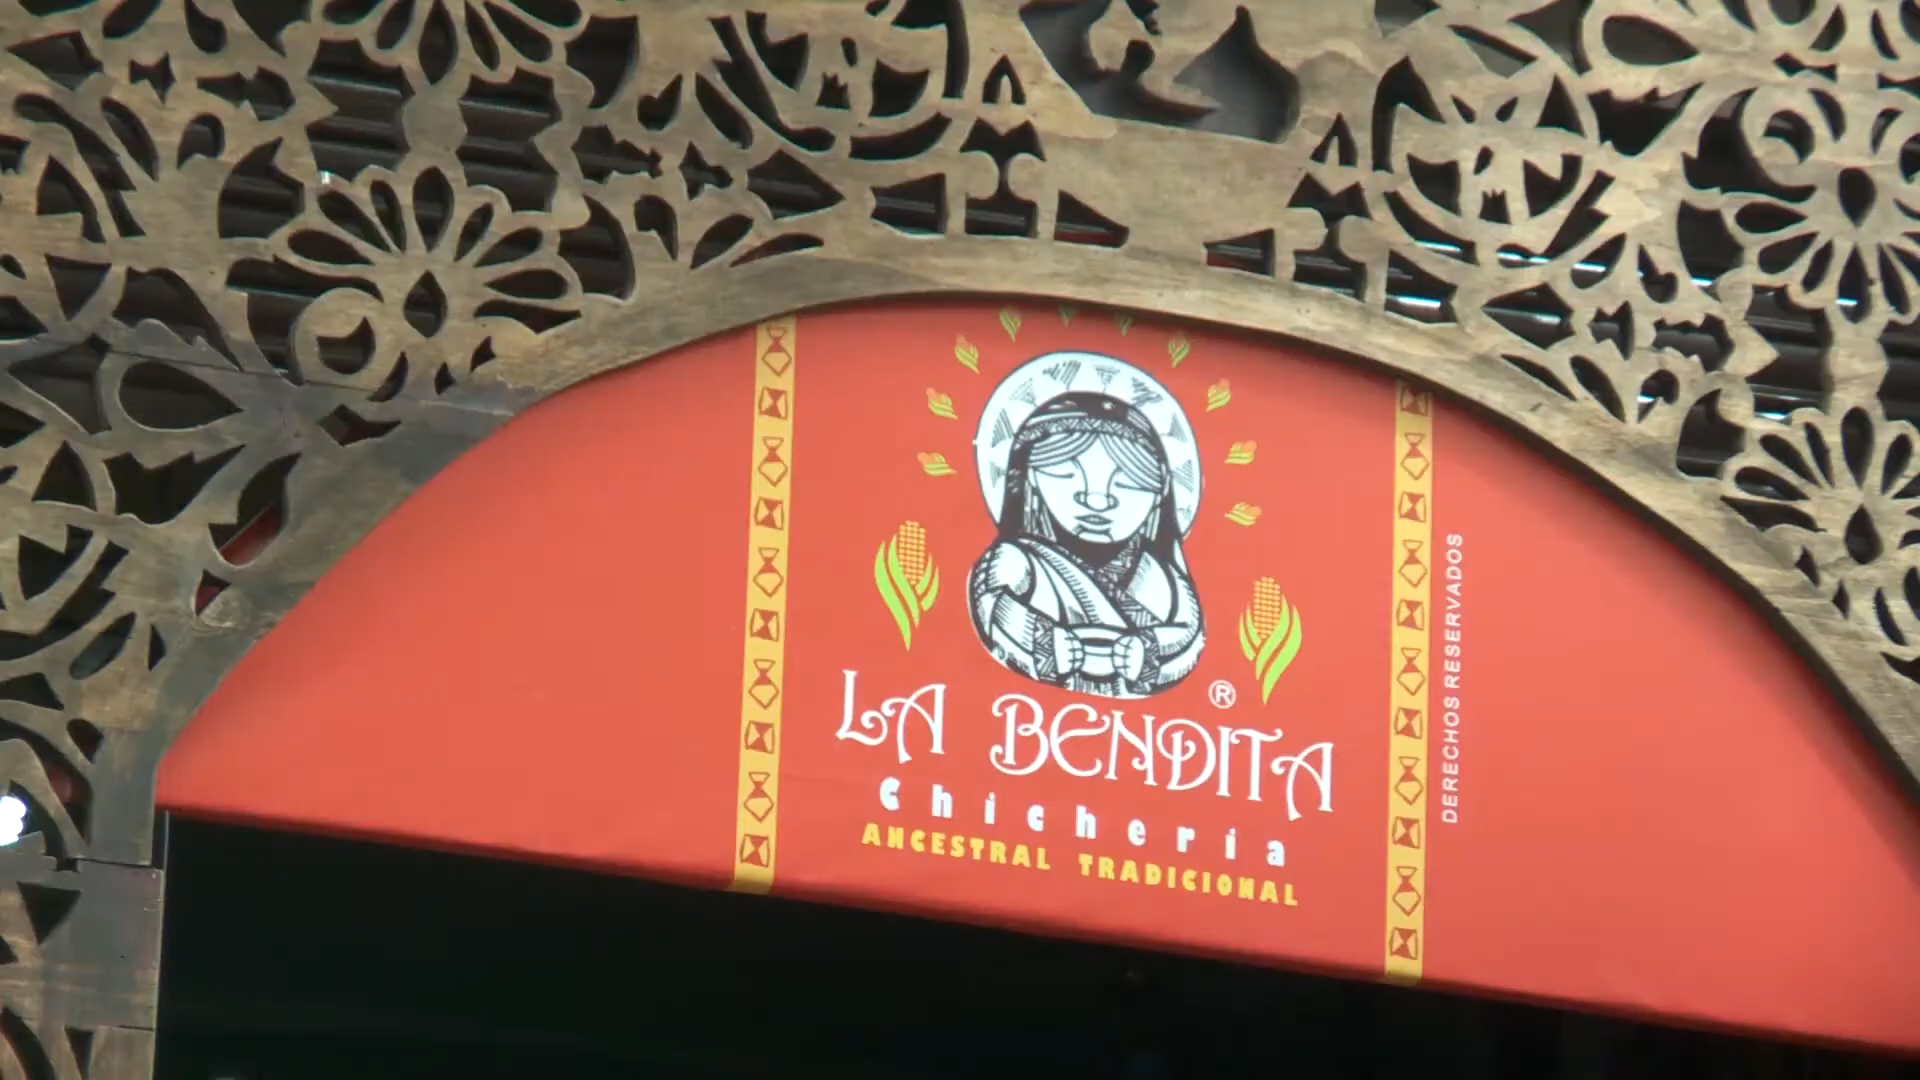 ®
LA BENDITA
Chicheria
ANCESTRAL TRADICIONAL
DERECHOS RESERVADOS